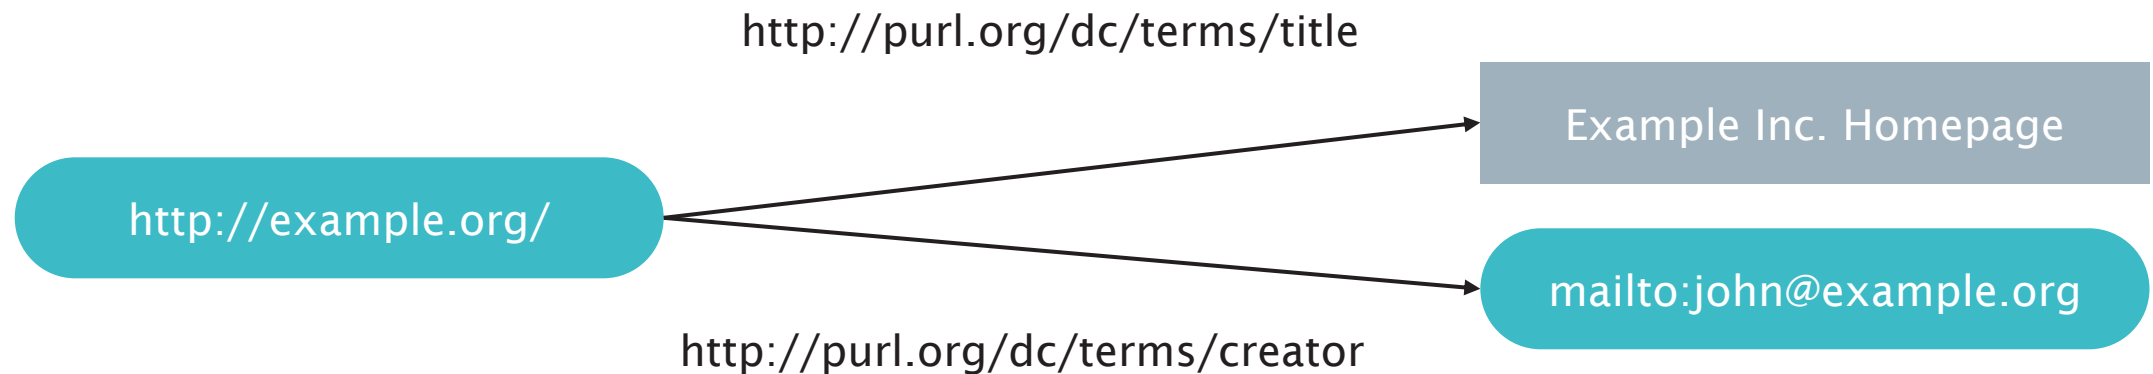 http://purl.org/dc/terms/title
Example Inc. Homepage
http://example.org/
mailto:john@example.org
http://purl.org/dc/terms/creator